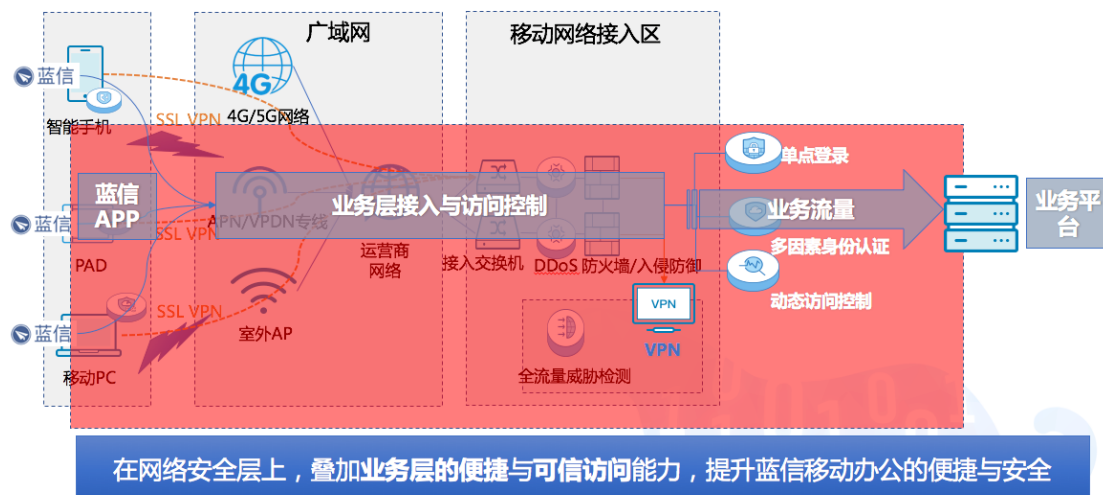 广域网
移动网络接入区
蓝信
4G
智能手机
SSL VPN
4G/5G网络
单点登录
蓝信
APP
业务层接入与访问控制
业务流量
业务平
台
蓝信
APN/VPDN专线
SSL VPN
多因素身份认证
PAD
运营商
网络
接入交换机
DDoS
防火墙/入侵防御
动态访问控制
SSL VPN
VPN
蓝信
室外AP
VPN
移动PC
全流量威胁检测
在网络安全层上，叠加业务层的便捷与可信访问能力，提升蓝信移动办公的便捷与安全